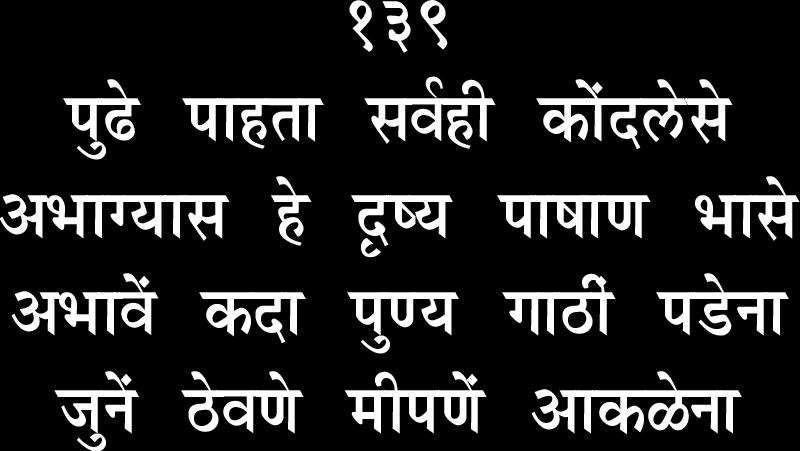 १३९
पुढे पाहता सर्वही कोंदलेसे
अभाग्यास हे दृष्य पाषाण भासे
अभावें कदा पुण्य गाठीं पडेना
जुनें ठेवणे मीपणें आकळेना